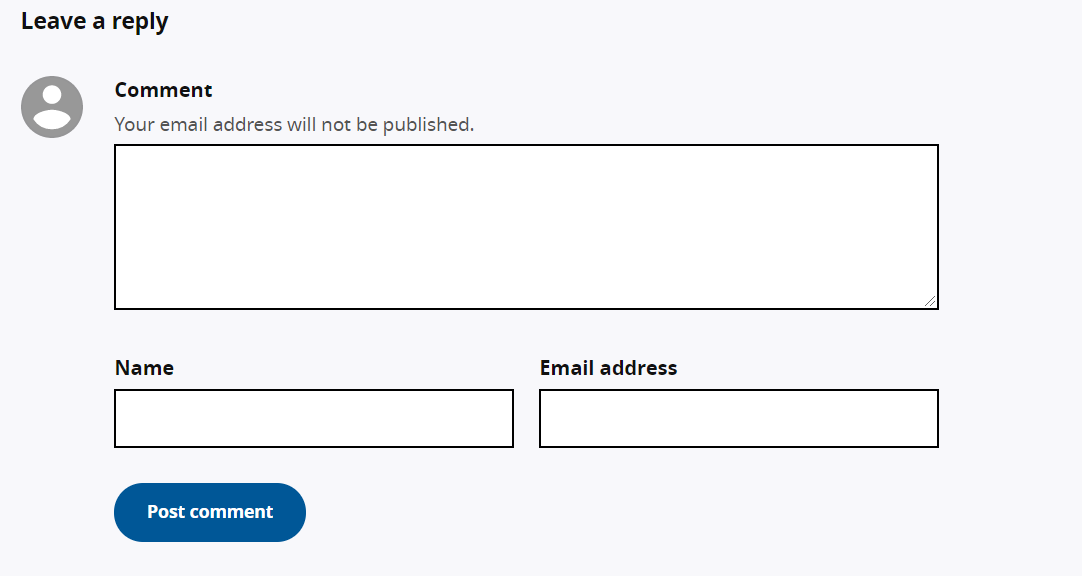 Leave a reply
Comment
Your email address will not be published.
Name
Email address
Post comment